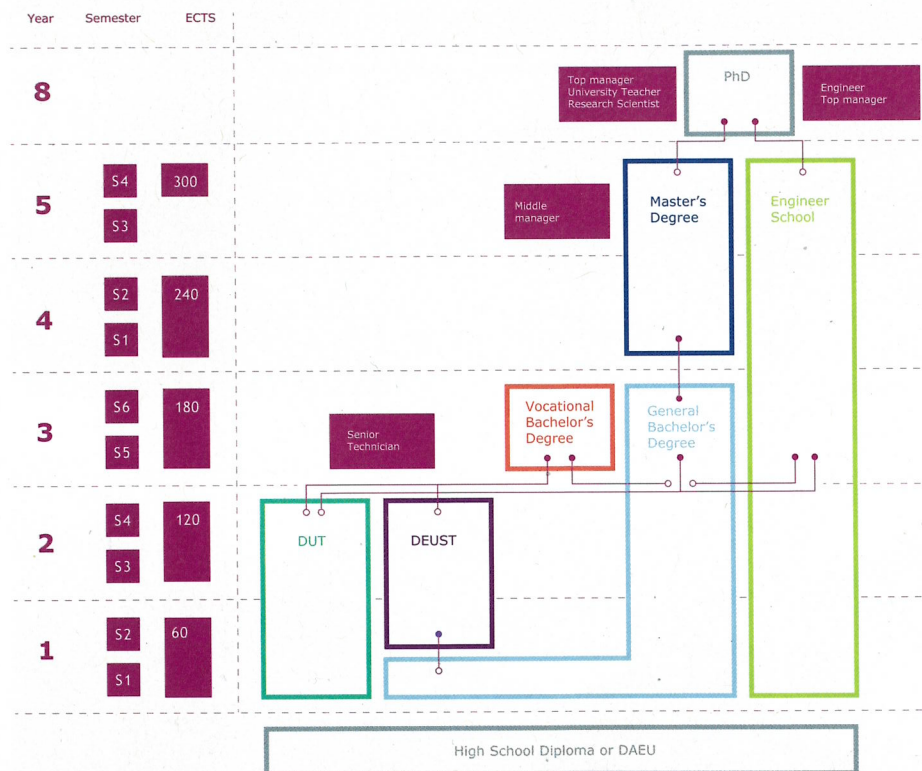 Year Semester ECTS
8
Top manager
University Teacher
Research Scientist
PhD
Engineer
Top manager
5
S4
300
S3
Middle
manager
Master's
Degree
Engineer
School
4
S2
240
S1
3
S6
180
S5
Senior
Technician
Vocational
Bachelor's
Degree
General
Bachelor's
Degree
2
S4
120
S3
DUT
DEUST
1
S2
60
S1
High School Diploma or DAEU